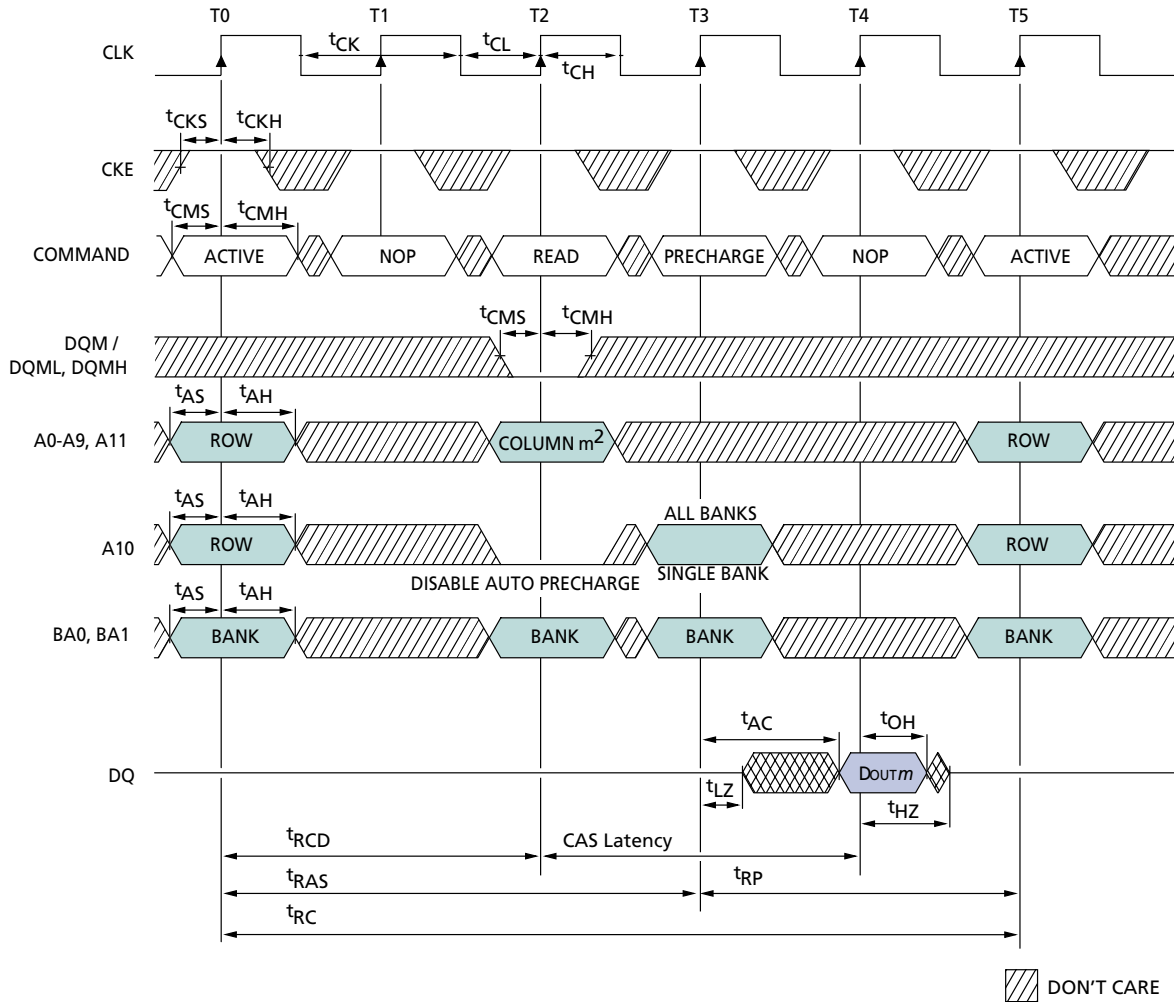 T0 T1 T2 T3 T4 T5
CLK
tCK
tCL
tCH
tCKS
tCKH
CKE
tCMS
tCMH
COMMAND
ACTIVE NOP READ PRECHARGE NOP ACTIVE
tCMS
tCMH
DQM /
DQML, DQMH
tAS
tAH
A0-A9, A11
ROW COLUMN m2 ROW
tAS
tAH
ALL BANKS
A10
ROW ROW
DISABLE AUTO PRECHARGE
SINGLE BANK
tAS
tAH
BA0, BA1
BANK BANK BANK BANK
tAC
tOH
DQ
DOUT m
tLZ
tHZ
tRCD
CAS Latency
tRAS
tRP
tRC
DON'T CARE